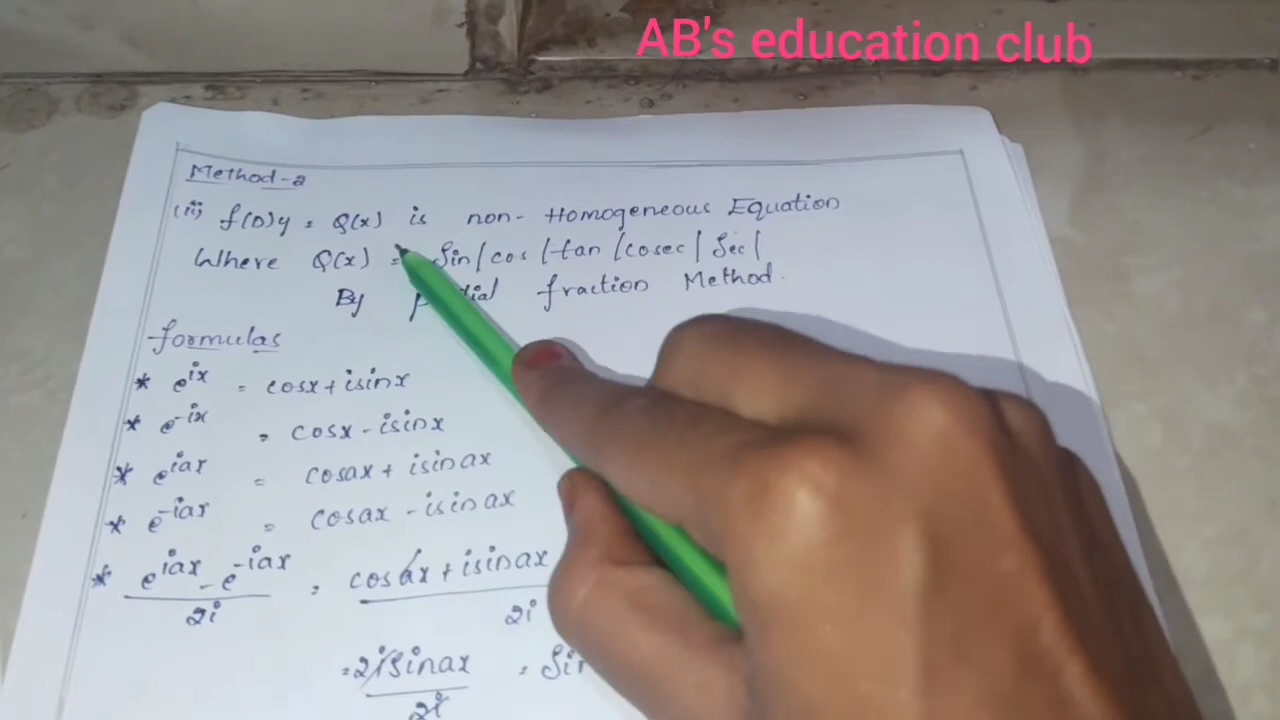 AB's education club
Method-2
(ii) f(D)y = Q(x) is non-Homogeneous Equation
Where Q(x) = Sin/cos/tan/cosec/Sec/
By fraction Method.
formulas
* e^ix = cosx+isinx
* e^-ix = cosx-isinx
* e^iax = cosax+isinax
* e^-iax = cosax-isinax
* e^iax - e^-iax / 2i = cosax+isinax / 2i
= 2isinax / 2i = Sin